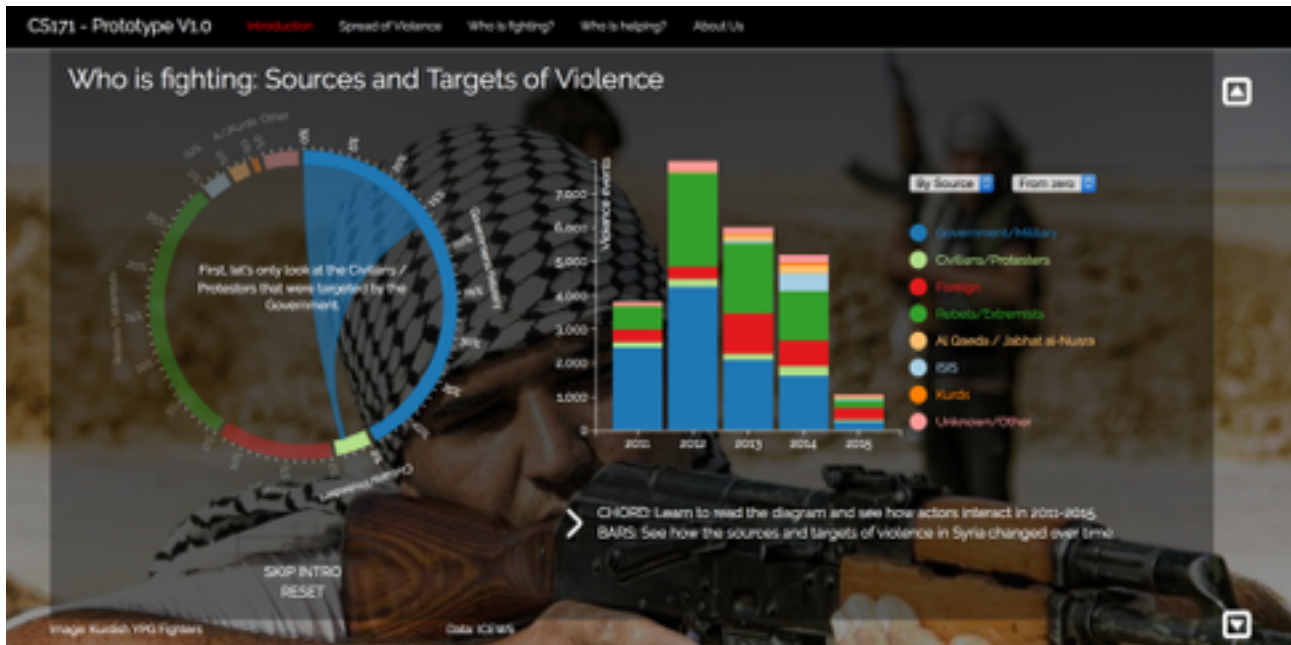 CS171 - Prototype V1.0
Introduction
Spread of Violence
Who is fighting?
Who is helping?
About Us
Who is fighting: Sources and Targets of Violence
First, let's only look at the Civilians /
Protesters that were targeted by the
Government.
Government/Military
Civilians/Protesters
Violence events
7,000
6,000
5,000
4,000
3,000
2,000
1,000
0
2011 2012 2013 2014 2015
By Source
From zero
Government/Military
Civilians/Protesters
Foreign
Rebels/Extremists
Al Qaeda / Jabhat al-Nusra
ISIS
Kurds
Unknown/Other
CHORD: Learn to read the diagram and see how actors interact in 2011-2015.
BARS: See how the sources and targets of violence in Syria changed over time.
SKIP INTRO
RESET
Image: Kurdish YPG Fighters
Data: ICEWS